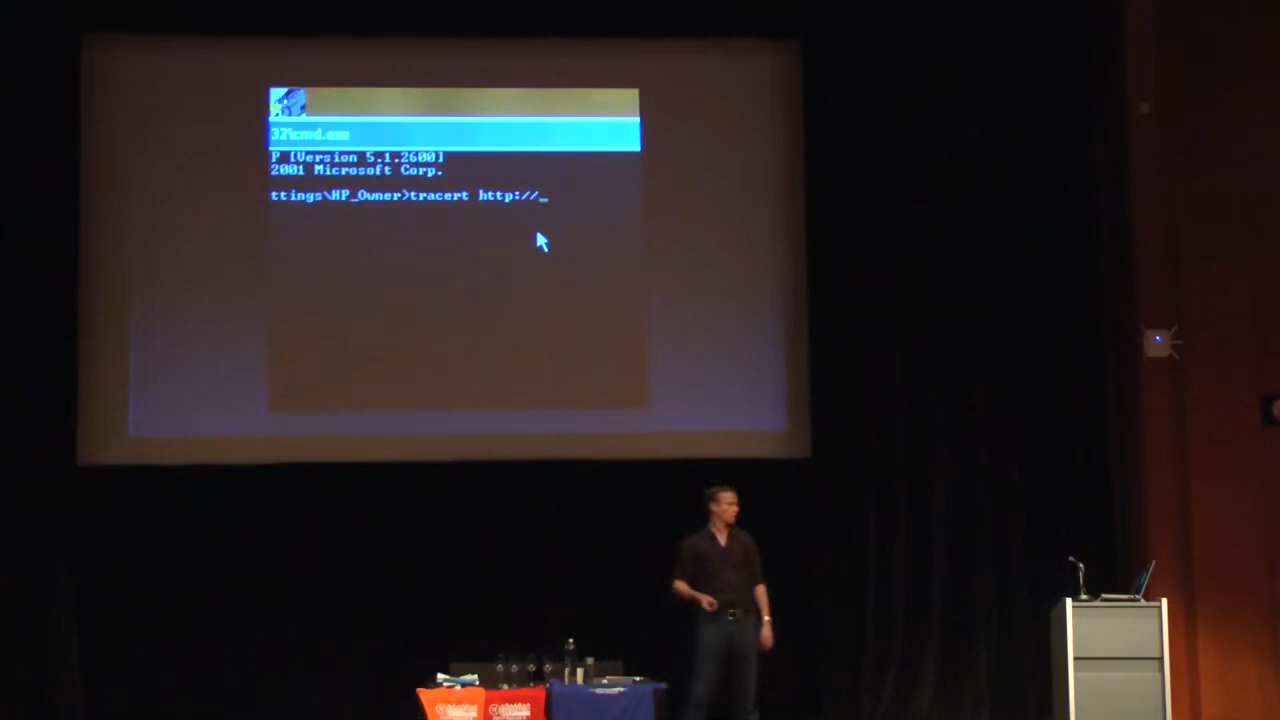 32\cmd.exe
P [Version 5.1.2600]
2001 Microsoft Corp.
ttings\HP_Owner>tracert http://_